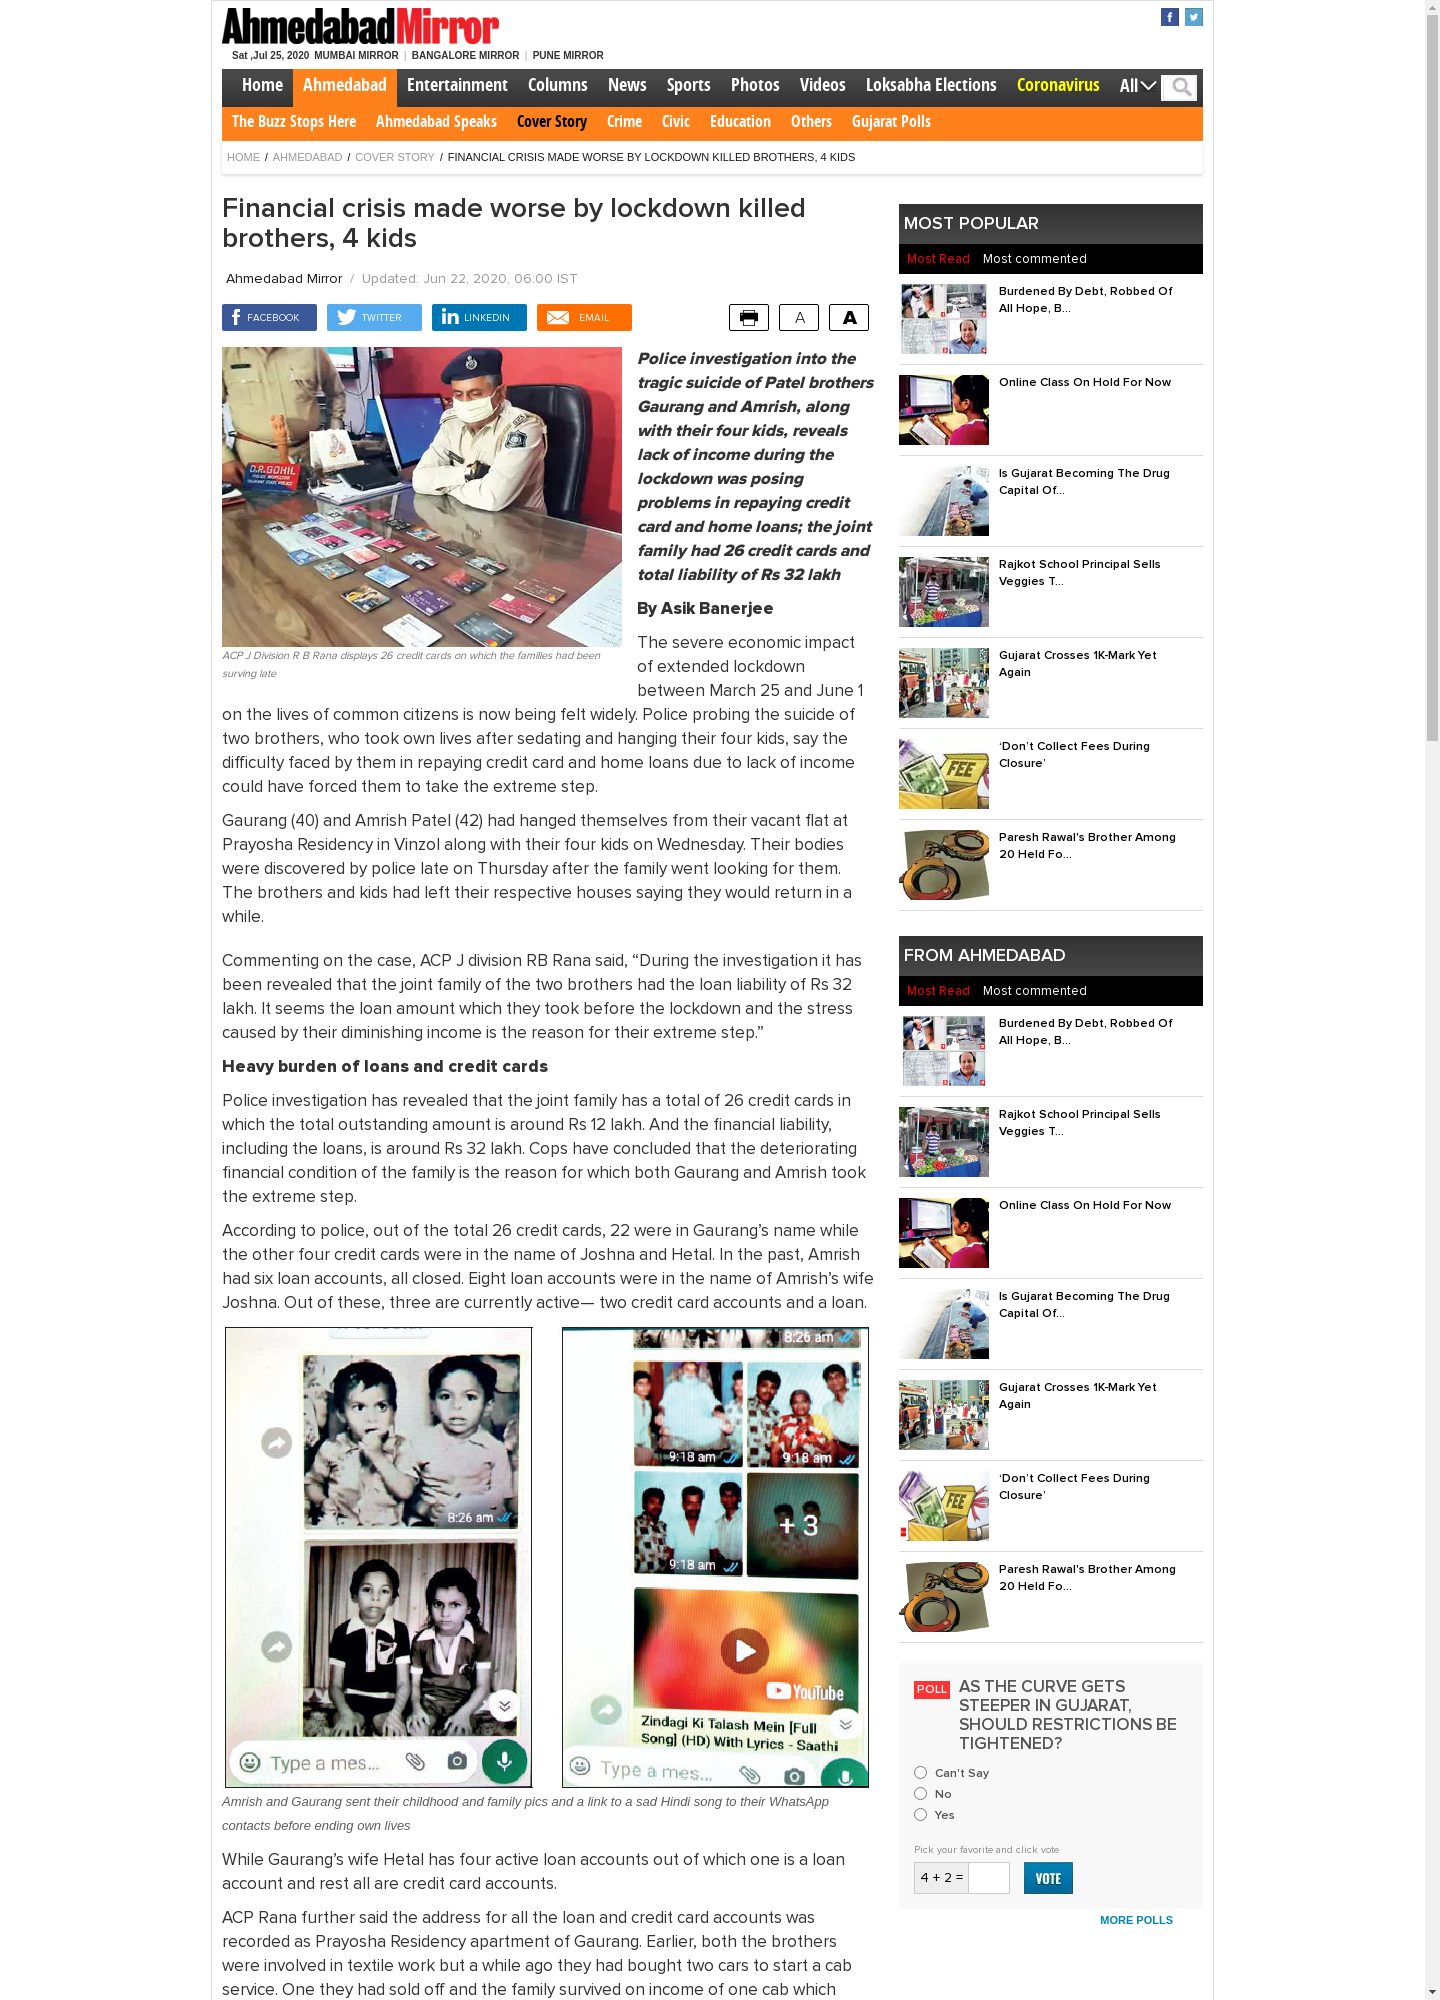 AhmedabadMirror
Sat ,Jul 25, 2020 MUMBAI MIRROR | BANGALORE MIRROR | PUNE MIRROR
Home Ahmedabad Entertainment Columns News Sports Photos Videos Loksabha Elections Coronavirus All
The Buzz Stops Here Ahmedabad Speaks Cover Story Crime Civic Education Others Gujarat Polls
HOME / AHMEDABAD / COVER STORY / FINANCIAL CRISIS MADE WORSE BY LOCKDOWN KILLED BROTHERS, 4 KIDS
Financial crisis made worse by lockdown killed
brothers, 4 kids
Ahmedabad Mirror / Updated: Jun 22, 2020, 06:00 IST
FACEBOOK TWITTER LINKEDIN EMAIL A A
D.R.GOHIL
POLICE INSPECTOR
GUJARAT STATE POLICE
ACP J Division R B Rana displays 26 credit cards on which the families had been
surving late
Police investigation into the
tragic suicide of Patel brothers
Gaurang and Amrish, along
with their four kids, reveals
lack of income during the
lockdown was posing
problems in repaying credit
card and home loans; the joint
family had 26 credit cards and
total liability of Rs 32 lakh
By Asik Banerjee
The severe economic impact
of extended lockdown
between March 25 and June 1
on the lives of common citizens is now being felt widely. Police probing the suicide of
two brothers, who took own lives after sedating and hanging their four kids, say the
difficulty faced by them in repaying credit card and home loans due to lack of income
could have forced them to take the extreme step.
Gaurang (40) and Amrish Patel (42) had hanged themselves from their vacant flat at
Prayosha Residency in Vinzol along with their four kids on Wednesday. Their bodies
were discovered by police late on Thursday after the family went looking for them.
The brothers and kids had left their respective houses saying they would return in a
while.
Commenting on the case, ACP J division RB Rana said, “During the investigation it has
been revealed that the joint family of the two brothers had the loan liability of Rs 32
lakh. It seems the loan amount which they took before the lockdown and the stress
caused by their diminishing income is the reason for their extreme step.”
Heavy burden of loans and credit cards
Police investigation has revealed that the joint family has a total of 26 credit cards in
which the total outstanding amount is around Rs 12 lakh. And the financial liability,
including the loans, is around Rs 32 lakh. Cops have concluded that the deteriorating
financial condition of the family is the reason for which both Gaurang and Amrish took
the extreme step.
According to police, out of the total 26 credit cards, 22 were in Gaurang’s name while
the other four credit cards were in the name of Joshna and Hetal. In the past, Amrish
had six loan accounts, all closed. Eight loan accounts were in the name of Amrish’s wife
Joshna. Out of these, three are currently active— two credit card accounts and a loan.
8:26 am
Type a mes...
8:26 am
9:18 am 9:18 am
9:18 am + 3
YouTube
Zindagi Ki Talash Mein [Full
Song] (HD) With Lyrics - Saathi
Type a mes...
Amrish and Gaurang sent their childhood and family pics and a link to a sad Hindi song to their WhatsApp
contacts before ending own lives
While Gaurang’s wife Hetal has four active loan accounts out of which one is a loan
account and rest all are credit card accounts.
ACP Rana further said the address for all the loan and credit card accounts was
recorded as Prayosha Residency apartment of Gaurang. Earlier, both the brothers
were involved in textile work but a while ago they had bought two cars to start a cab
service. One they had sold off and the family survived on income of one cab which
MOST POPULAR
Most Read Most commented
Burdened By Debt, Robbed Of
All Hope, B...
Online Class On Hold For Now
Is Gujarat Becoming The Drug
Capital Of...
Rajkot School Principal Sells
Veggies T...
Gujarat Crosses 1K-Mark Yet
Again
FEE
‘Don’t Collect Fees During
Closure’
Paresh Rawal's Brother Among
20 Held Fo...
FROM AHMEDABAD
Most Read Most commented
Burdened By Debt, Robbed Of
All Hope, B...
Rajkot School Principal Sells
Veggies T...
Online Class On Hold For Now
Is Gujarat Becoming The Drug
Capital Of...
Gujarat Crosses 1K-Mark Yet
Again
FEE
‘Don’t Collect Fees During
Closure’
Paresh Rawal's Brother Among
20 Held Fo...
POLL AS THE CURVE GETS
STEEPER IN GUJARAT,
SHOULD RESTRICTIONS BE
TIGHTENED?
Can't Say
No
Yes
Pick your favorite and click vote
4 + 2 = VOTE
MORE POLLS